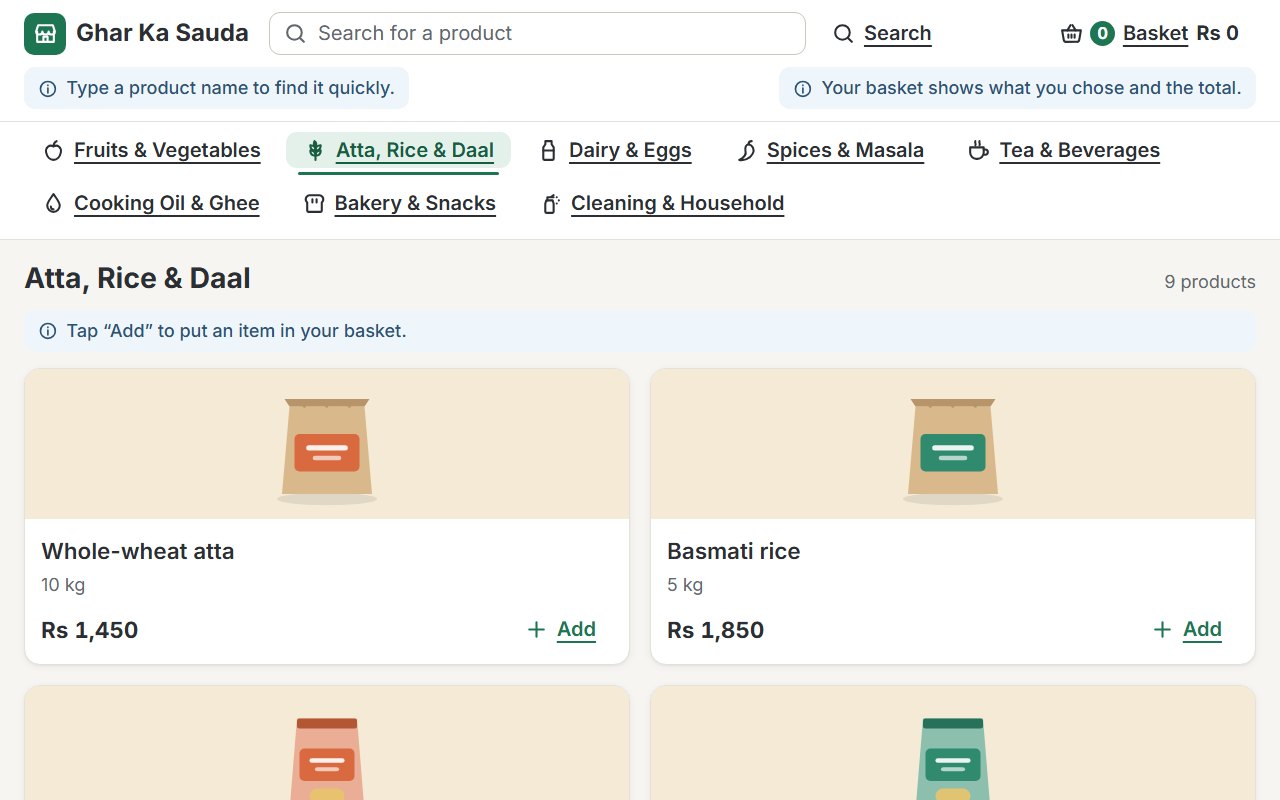 Ghar Ka Sauda
Search for a product
Search
0 Basket Rs 0
Type a product name to find it quickly.
Your basket shows what you chose and the total.
Fruits & Vegetables
Atta, Rice & Daal
Dairy & Eggs
Spices & Masala
Tea & Beverages
Cooking Oil & Ghee
Bakery & Snacks
Cleaning & Household
Atta, Rice & Daal
9 products
Tap “Add” to put an item in your basket.
Whole-wheat atta
10 kg
Rs 1,450
Add
Basmati rice
5 kg
Rs 1,850
Add